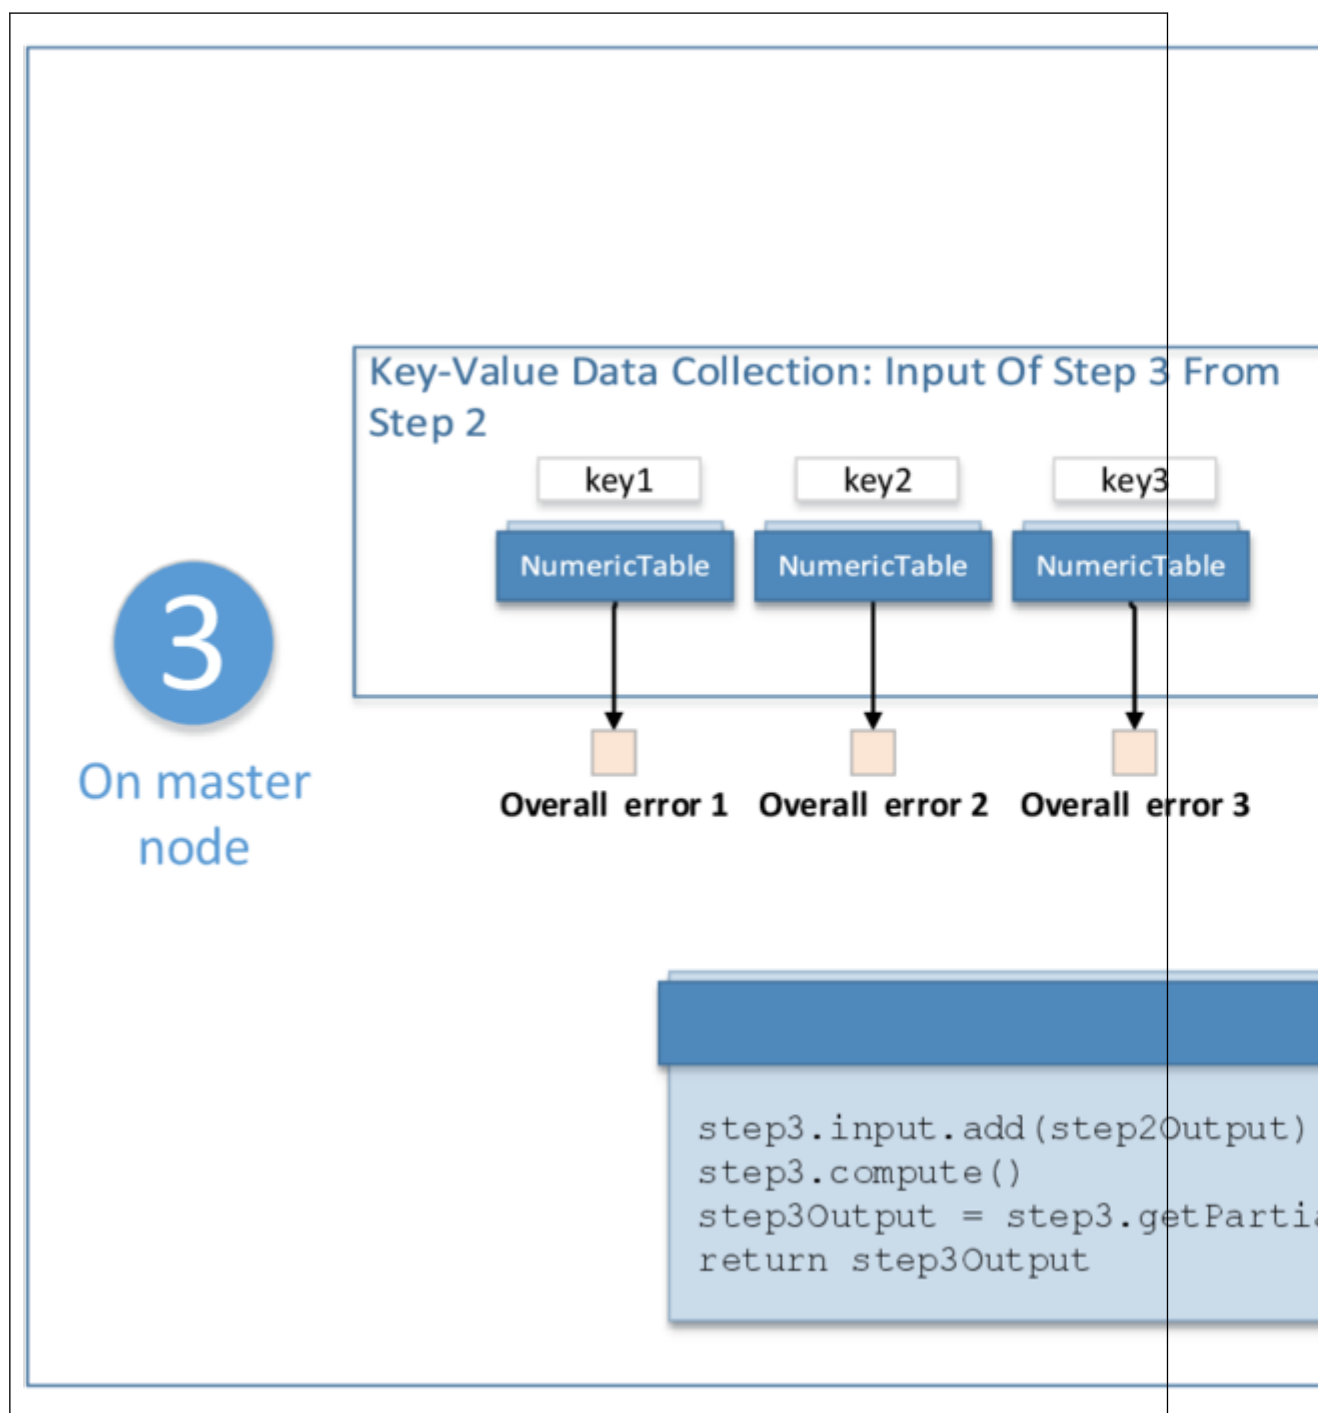 Key-Value Data Collection: Input Of Step 3 From
Step 2
key1 key2 key3
NumericTable NumericTable NumericTable
3
On master
node
Overall error 1 Overall error 2 Overall error 3
step3.input.add(step2Output)
step3.compute()
step3Output = step3.getPartia
return step3Output